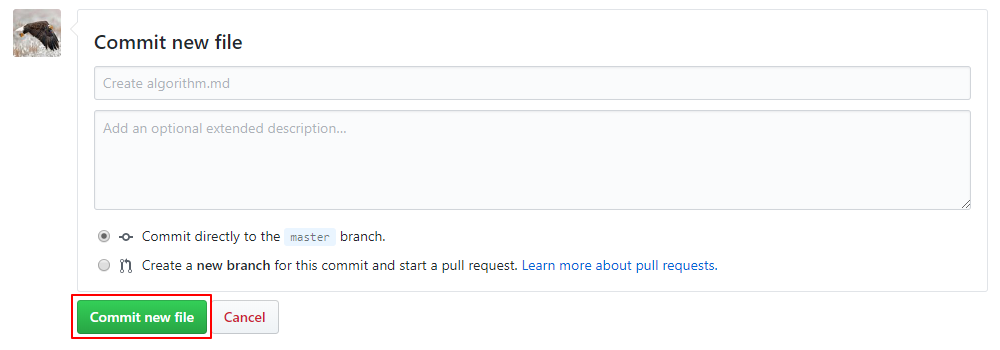 Commit new file
Create algorithm.md
Add an optional extended description...
Commit directly to the master branch.
Create a new branch for this commit and start a pull request. Learn more about pull requests.
Commit new file
Cancel